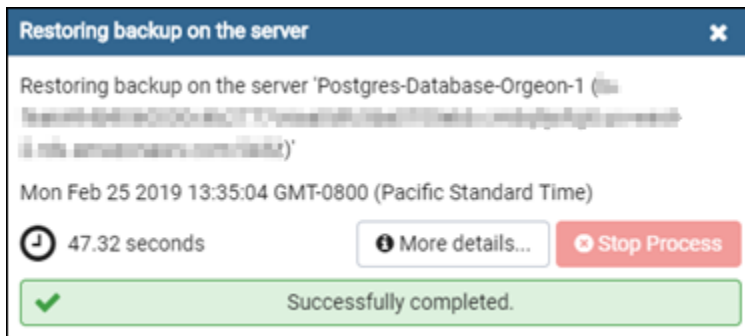 Restoring backup on the server
Restoring backup on the server 'Postgres-Database-Orgeon-1 (
)'
Mon Feb 25 2019 13:35:04 GMT-0800 (Pacific Standard Time)
47.32 seconds
More details...
Stop Process
Successfully completed.